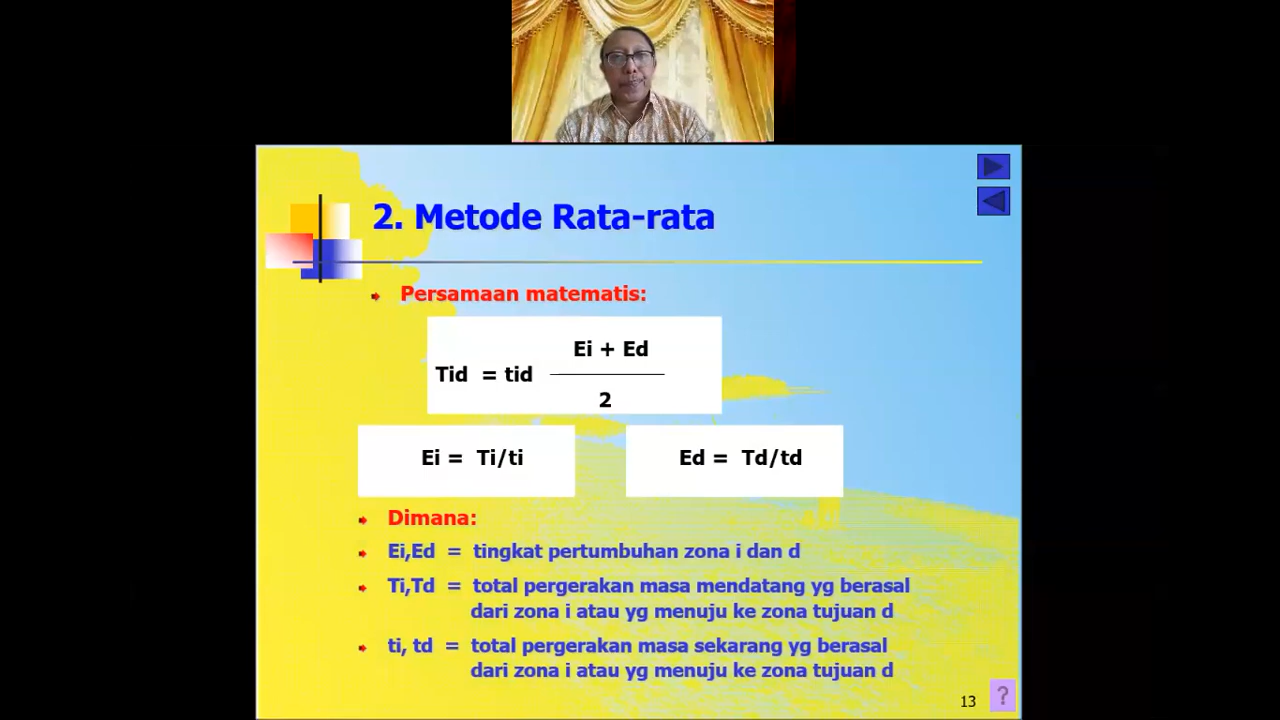 2. Metode Rata-rata
Persamaan matematis:
Ei + Ed
Tid = tid
2
Ei = Ti/ti
Ed = Td/td
Dimana:
Ei,Ed = tingkat pertumbuhan zona i dan d
Ti,Td = total pergerakan masa mendatang yg berasal
dari zona i atau yg menuju ke zona tujuan d
ti, td = total pergerakan masa sekarang yg berasal
dari zona i atau yg menuju ke zona tujuan d
13
?